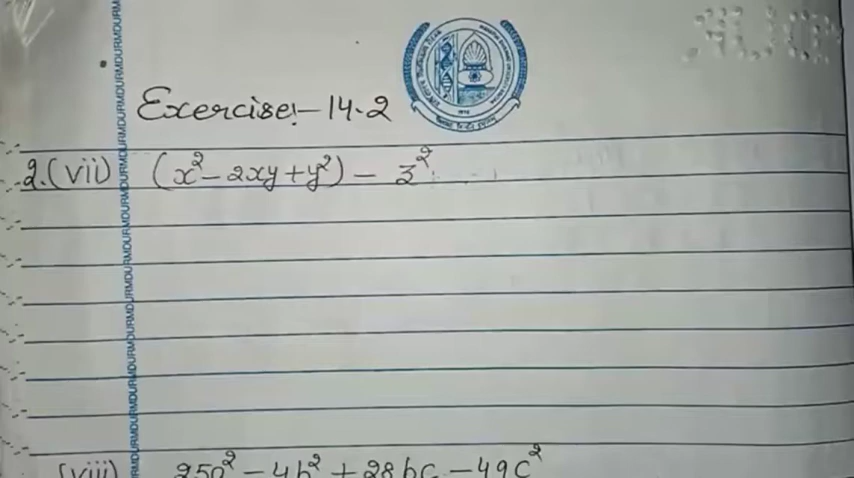 Exercise:- 14.2
2.(vii) (x² - 2xy + y²) - z²
(viii) 25a² - 4b² + 28bc - 49c²